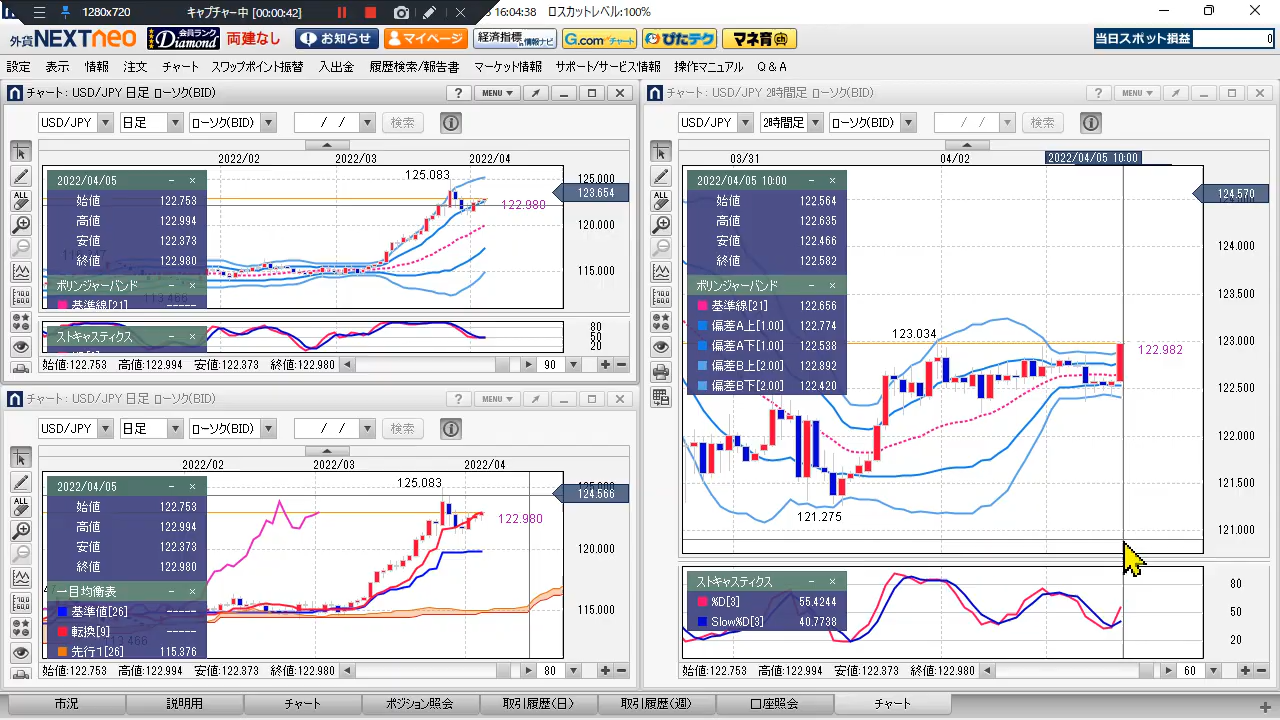 1280x720
キャプチャー中 [00:00:42]
16:04:38 ロスカットレベル:100%
外貨NEXTneo
会員ランク Diamond
両建なし
お知らせ
マイページ
経済指標 情報ナビ
G.comチャート
ぴたテク
マネ育
当日スポット損益
0
設定 表示 情報 注文 チャート スワップポイント振替 入出金 履歴検索/報告書 マーケット情報 サポート/サービス情報 操作マニュアル Q&A
チャート: USD/JPY 日足 ローソク(BID)
? MENU
USD/JPY 日足 ローソク(BID) / / 検索
2022/02 2022/03 2022/04
ALL
2022/04/05
始値 122.753
高値 122.994
安値 122.373
終値 122.980
ボリンジャーバンド
基準線[21] -----
125.083
122.980
125.000
123.654
120.000
115.000
113.466
ストキャスティクス
80
50
20
始値:122.753 高値:122.994 安値:122.373 終値:122.980
90
チャート: USD/JPY 日足 ローソク(BID)
? MENU
USD/JPY 日足 ローソク(BID) / / 検索
2022/02 2022/03 2022/04
ALL
2022/04/05
始値 122.753
高値 122.994
安値 122.373
終値 122.980
一目均衡表
基準値[26] -----
転換[9] -----
先行1[26] 115.376
125.083
122.980
124.566
120.000
115.000
始値:122.753 高値:122.994 安値:122.373 終値:122.980
80
チャート: USD/JPY 2時間足 ローソク(BID)
? MENU
USD/JPY 2時間足 ローソク(BID) / / 検索
03/31 04/02 2022/04/05 10:00
ALL
2022/04/05 10:00
始値 122.564
高値 122.635
安値 122.466
終値 122.582
ボリンジャーバンド
基準線[21] 122.656
偏差A上[1.00] 122.774
偏差A下[1.00] 122.538
偏差B上[2.00] 122.892
偏差B下[2.00] 122.420
123.034
122.982
121.275
124.570
124.000
123.500
123.000
122.500
122.000
121.500
121.000
ストキャスティクス
%D[3] 55.4244
Slow%D[3] 40.7738
80
50
20
始値:122.753 高値:122.994 安値:122.373 終値:122.980
60
市況 説明用 チャート ポジション照会 取引履歴(日) 取引履歴(週) 口座照会 チャート